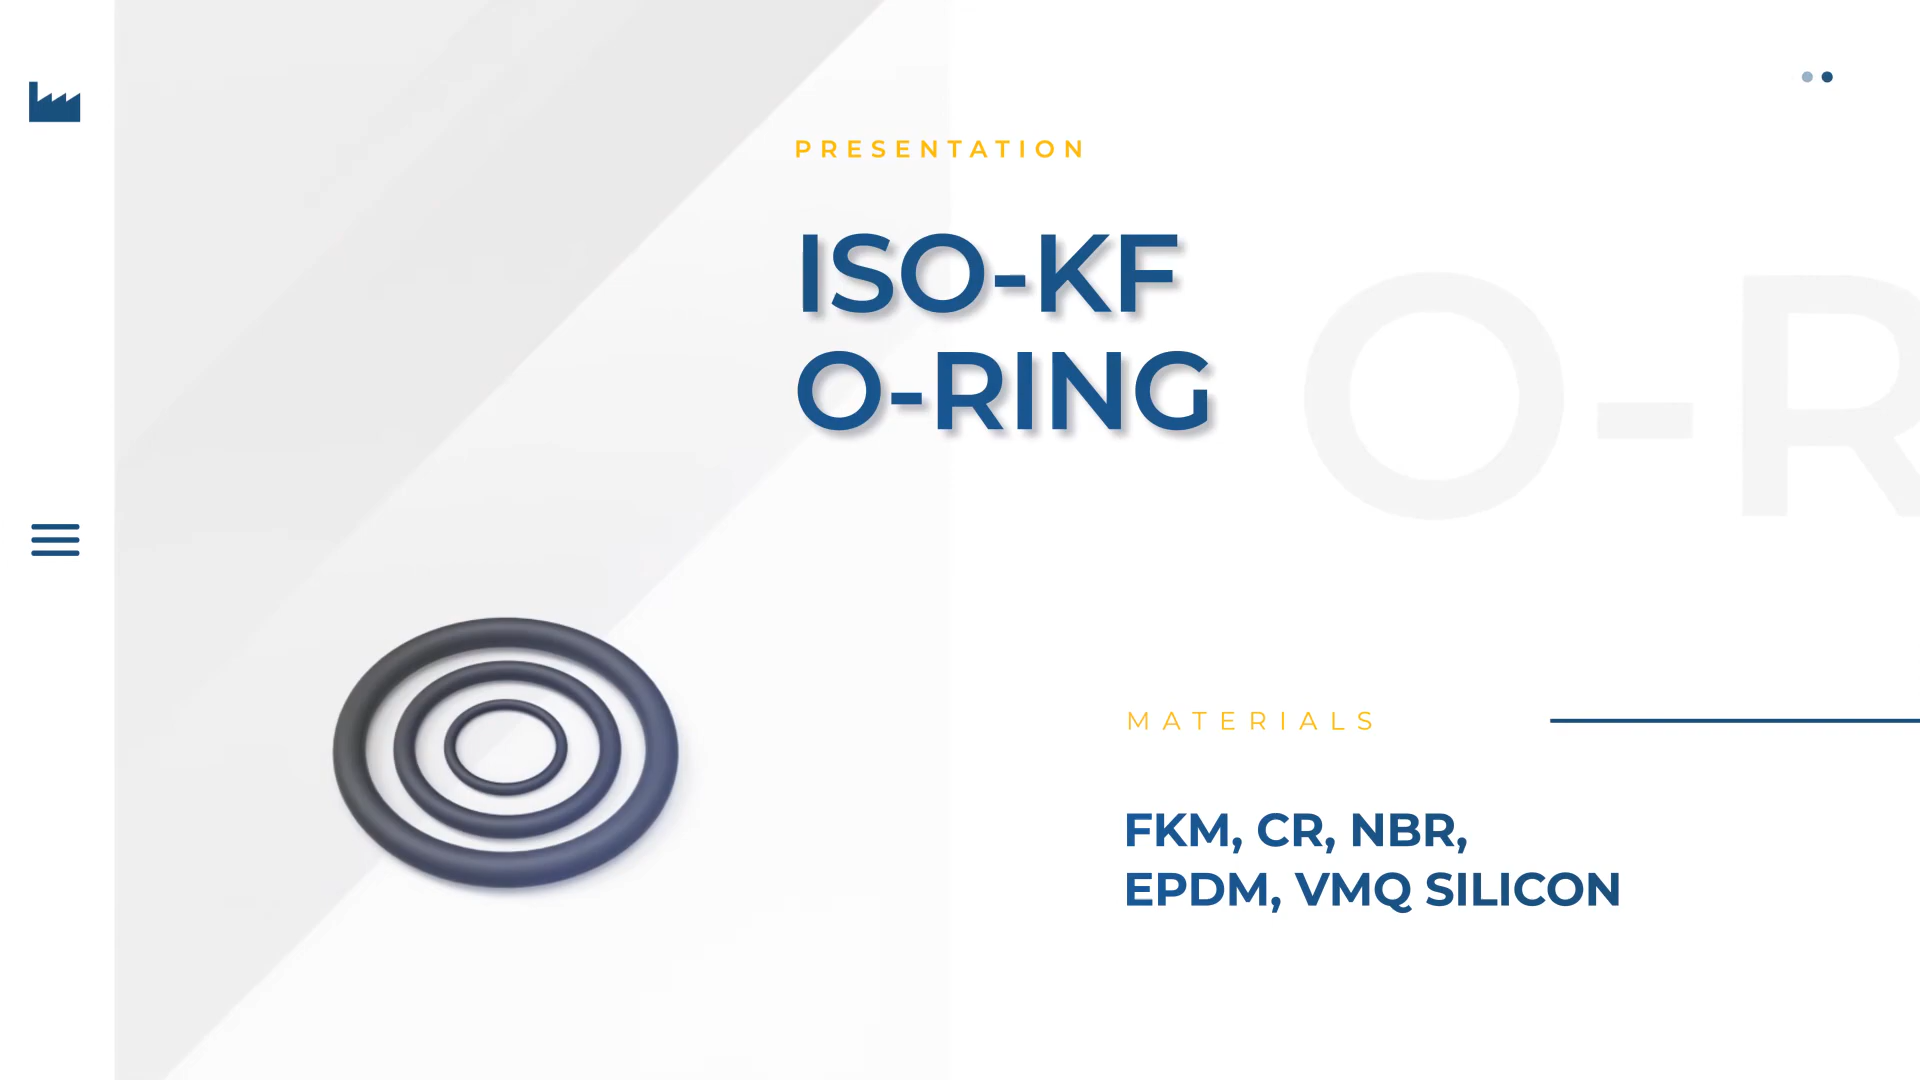 PRESENTATION
ISO-KF
O-RING
O-R
MATERIALS
FKM, CR, NBR,
EPDM, VMQ SILICON